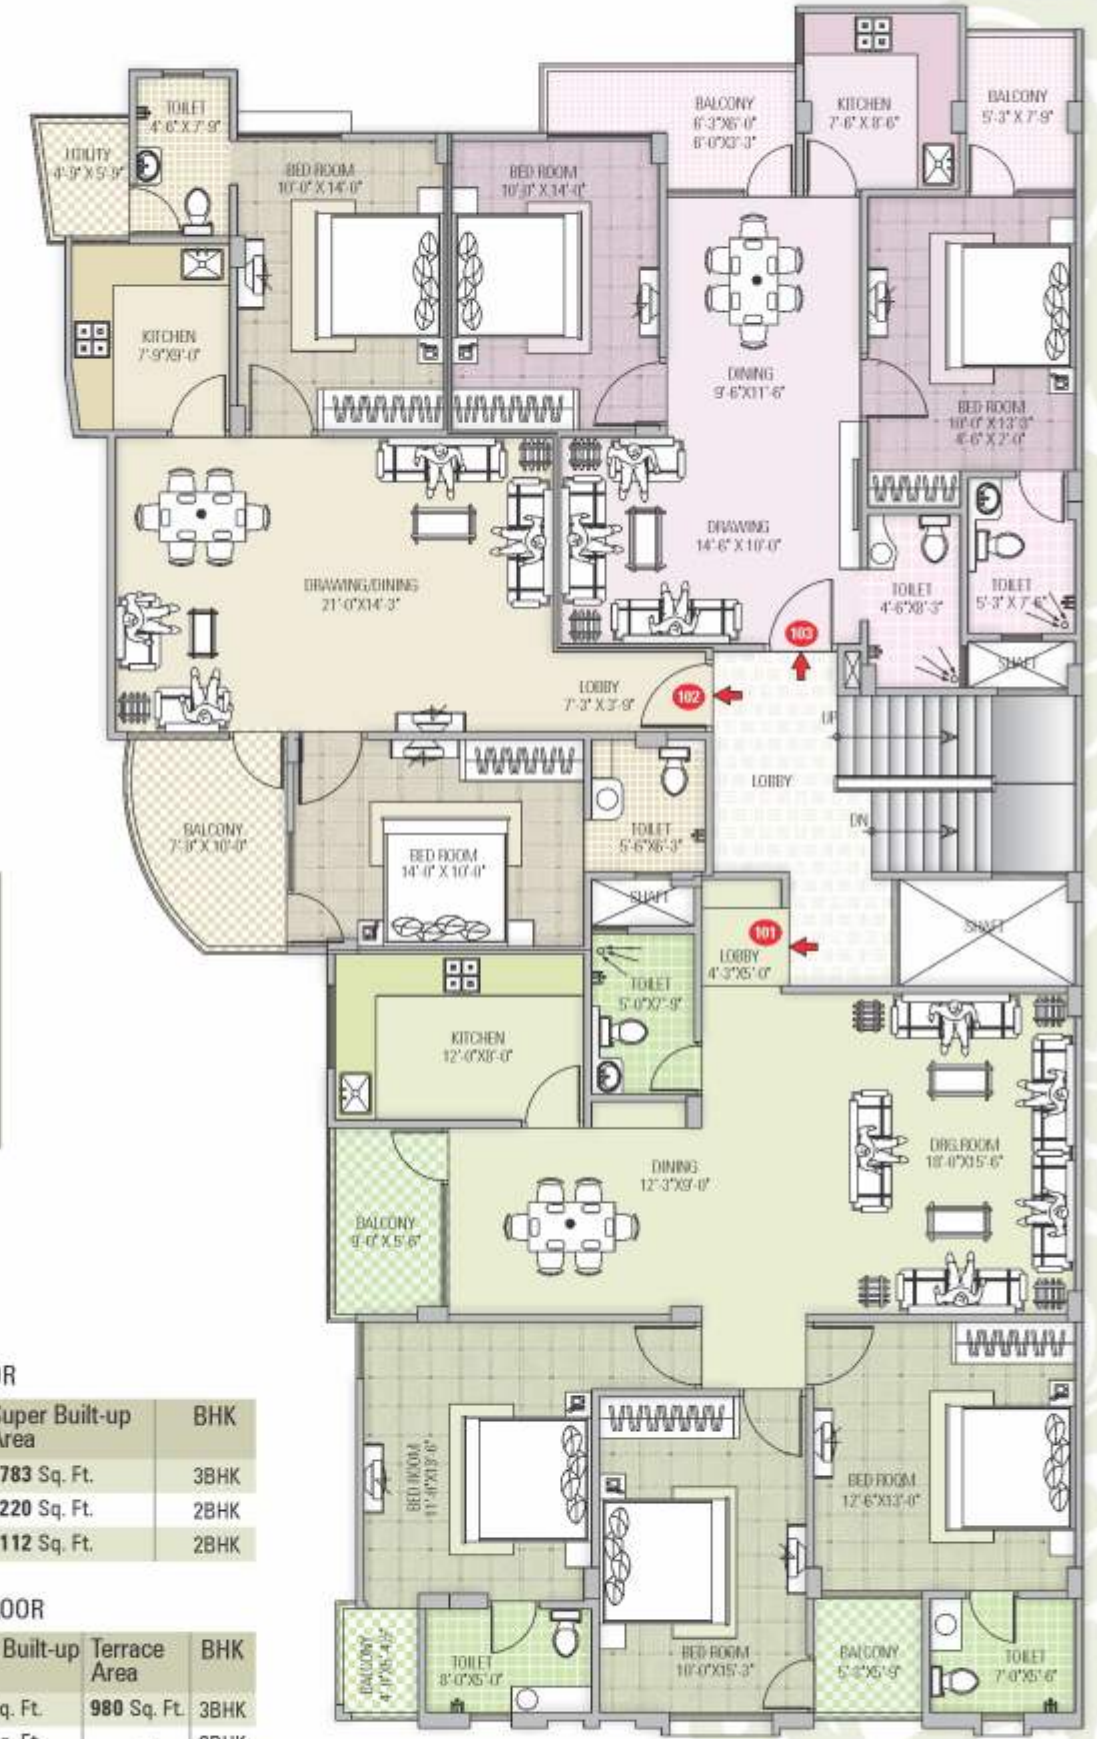 TOILET
4'-6" X 7'-9"
UTILITY
4'-9" X 5'-9"
BED ROOM
10'-0" X 14'-0"
BED ROOM
10'-0" X 14'-0"
BALCONY
6'-3"X6'-0"
6'-0"X3'-3"
KITCHEN
7'-6" X 8'-6"
BALCONY
5'-3" X 7'-9"
KITCHEN
7'-9"X9'-0"
DINING
9'-6"X11'-6"
BED ROOM
10'-0" X 13'-3"
4'-6" X 2'-0"
DRAWING/DINING
21'-0"X14'-3"
DRAWING
14'-6" X 10'-0"
TOILET
4'-6"X8'-3"
TOILET
5'-3" X 7'-6"
103
SHAFT
LOBBY
7'-3" X 3'-9"
102
UP
LOBBY
DN
BALCONY
7'-9" X 10'-0"
BED ROOM
14'-0" X 10'-0"
TOILET
5'-6"X6'-3"
SHAFT
101
LOBBY
4'-3"X5'-0"
SHAFT
TOILET
5'-0"X7'-9"
KITCHEN
12'-0"X8'-0"
DINING
12'-3"X9'-0"
DRG.ROOM
18'-0"X15'-6"
BALCONY
9'-0" X 5'-6"
OR
Super Built-up BHK
Area
783 Sq. Ft. 3BHK
220 Sq. Ft. 2BHK
112 Sq. Ft. 2BHK
OOR
Built-up Terrace BHK
Area
q. Ft. 980 Sq. Ft. 3BHK
BED ROOM
BED ROOM
12'-6"X13'-0"
BED ROOM
10'-0"X15'-3"
BALCONY
TOILET
8'-0"X5'-0"
BALCONY
TOILET
7'-0"X5'-6"